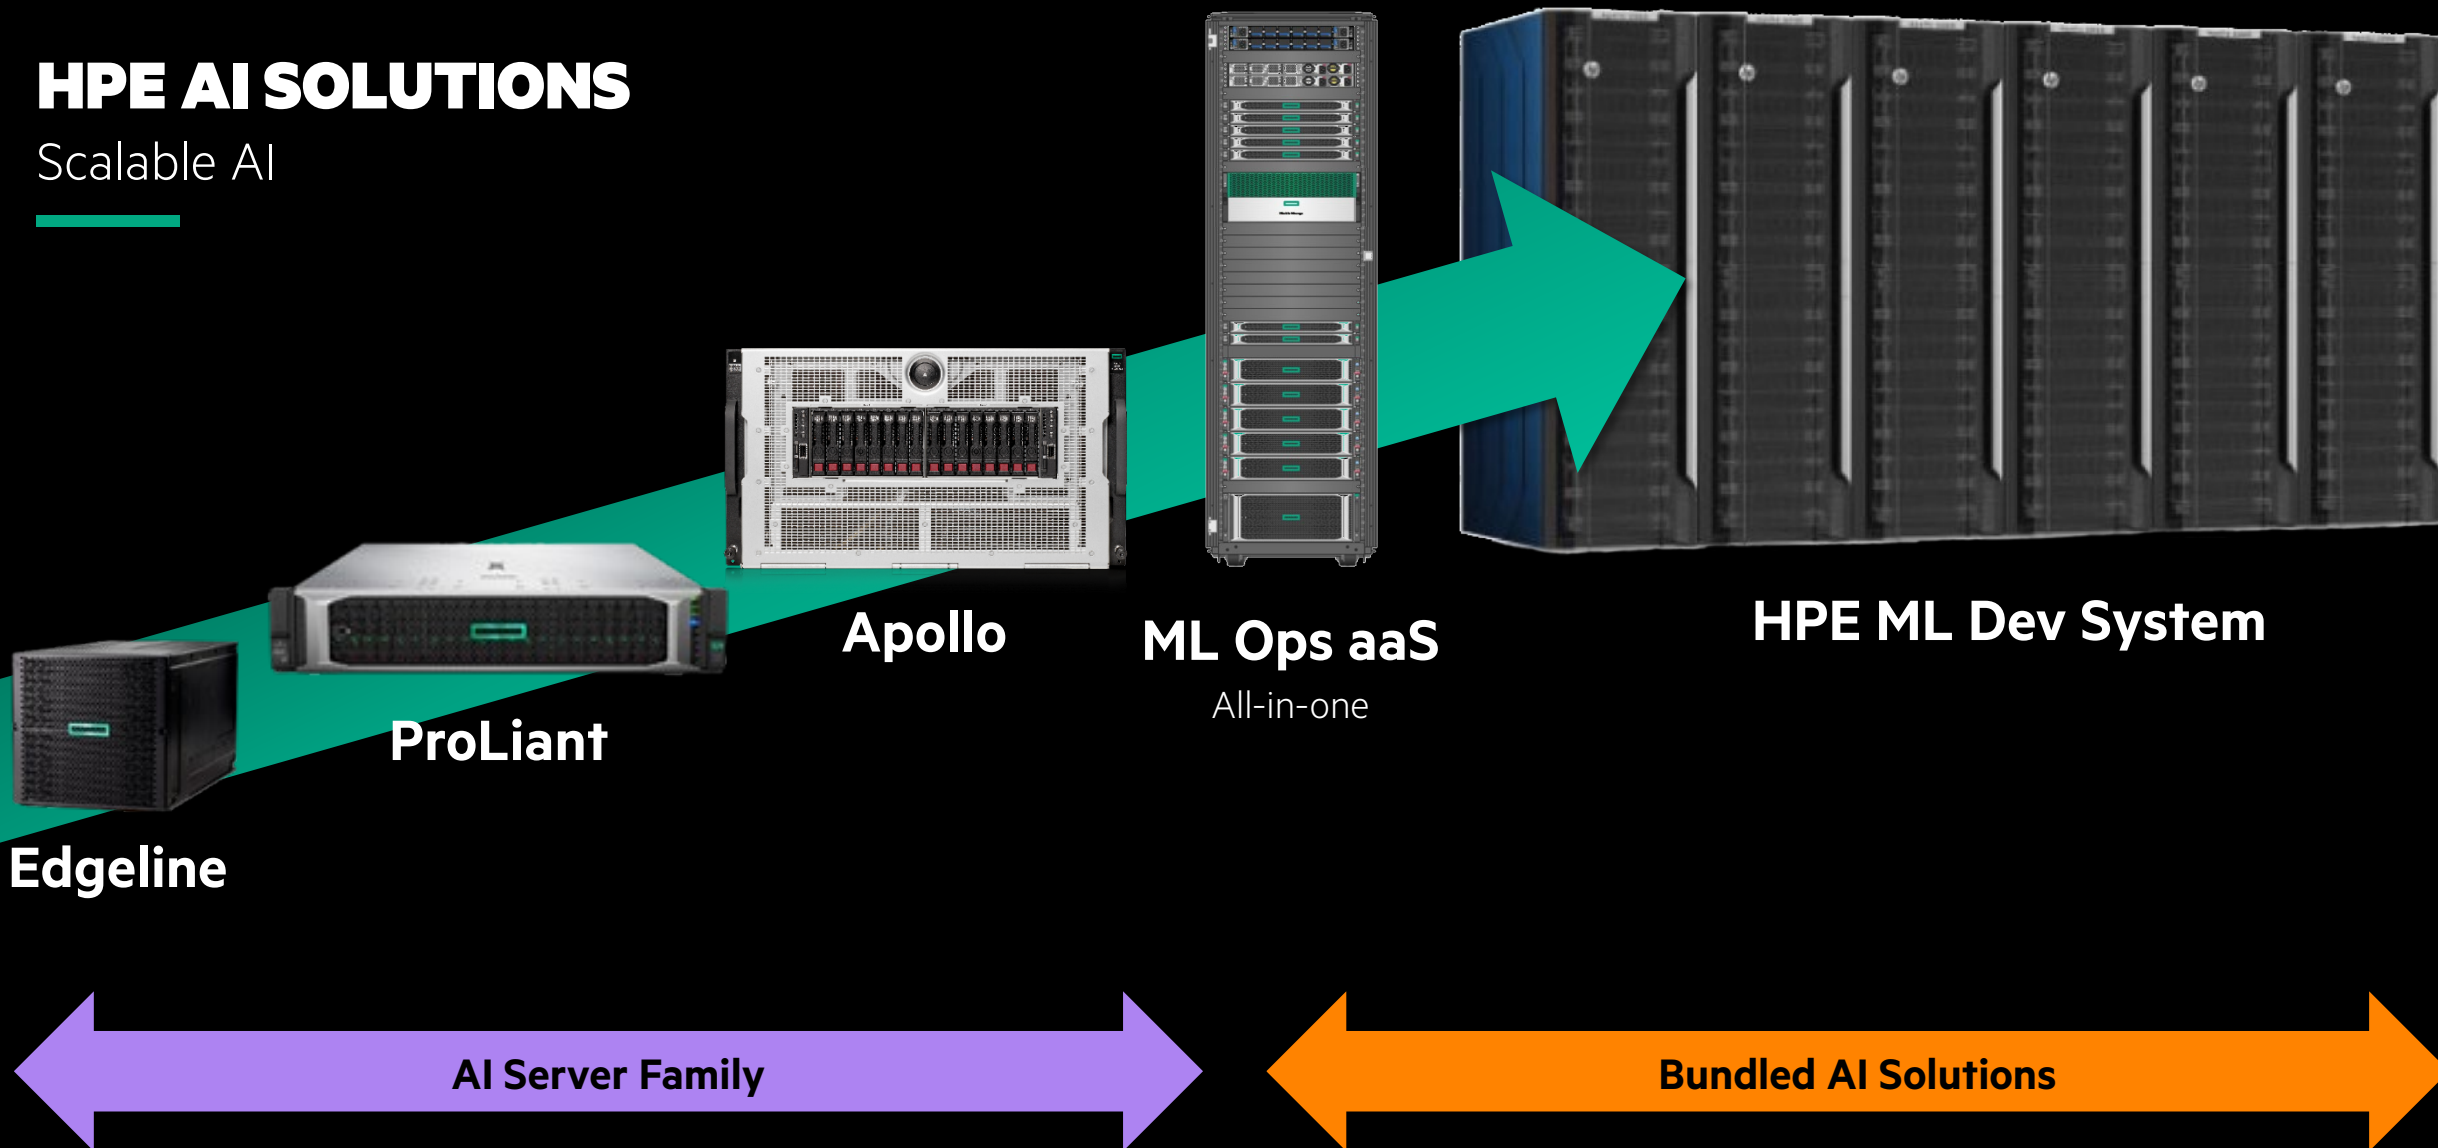 HPE AI SOLUTIONS
Scalable AI
Edgeline
ProLiant
Apollo
ML Ops aaS
All-in-one
HPE ML Dev System
AI Server Family
Bundled AI Solutions